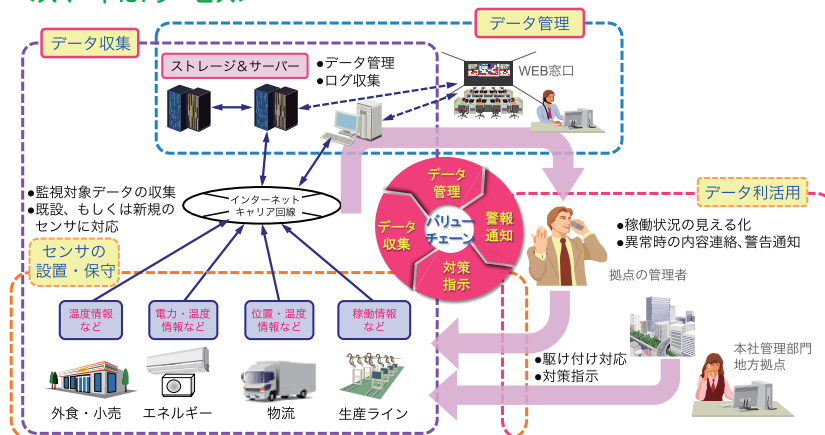 データ管理
データ収集
ストレージ&サーバー
●データ管理
●ログ収集
WEB窓口
●監視対象データの収集
●既設、もしくは新規の
センサに対応
インターネット
キャリア回線
データ
管理
警報
通知
対策
指示
データ
収集
バリュー
チェーン
データ利活用
●稼働状況の見える化
●異常時の内容連絡、警告通知
拠点の管理者
センサの
設置・保守
温度情報
など
電力・温度
情報など
位置・温度
情報など
稼働情報
など
外食・小売
エネルギー
物流
生産ライン
●駆け付け対応
●対策指示
本社管理部門
地方拠点